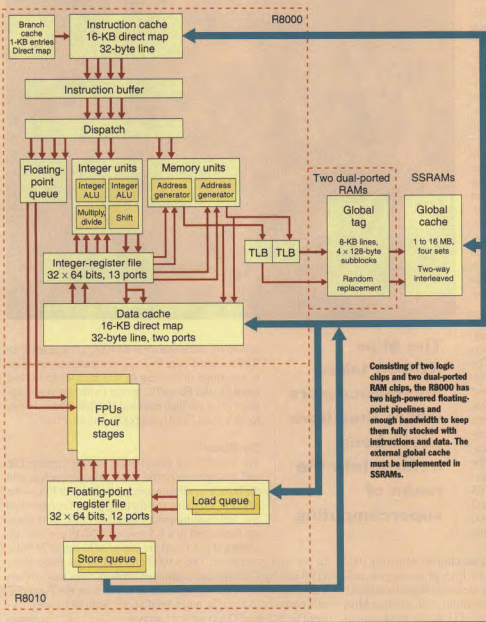 R8000
Branch
cache
1-KB entries
Direct map
Instruction cache
16-KB direct map
32-byte line
Instruction buffer
Dispatch
Floating-
point
queue
Integer units
Integer
ALU
Integer
ALU
Multiply,
divide
Shift
Memory units
Address
generator
Address
generator
Two dual-ported
RAMs
SSRAMs
Global
tag
8-KB lines,
4 × 128-byte
subblocks
Random
replacement
Global
cache
1 to 16 MB,
four sets
Two-way
interleaved
TLB
TLB
Integer-register file
32 × 64 bits, 13 ports
Data cache
16-KB direct map
32-byte line, two ports
Consisting of two logic
chips and two dual-ported
RAM chips, the R8000 has
two high-powered floating-
point pipelines and
enough bandwidth to keep
them fully stocked with
instructions and data. The
external global cache
must be implemented in
SSRAMs.
FPUs
Four
stages
Floating-point
register file
32 × 64 bits, 12 ports
Load queue
Store queue
R8010